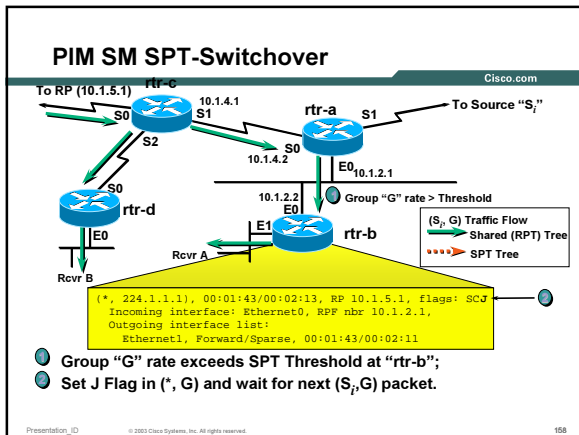 PIM SM SPT-Switchover
Cisco.com
rtr-c
To RP (10.1.5.1)
10.1.4.1
S0
S1
S2
rtr-a
S1
To Source “Si”
10.1.4.2
S0
E0
10.1.2.1
S0
rtr-d
E0
Rcvr B
10.1.2.2
E0
1 Group “G” rate > Threshold
E1
rtr-b
Rcvr A
(Si, G) Traffic Flow
Shared (RPT) Tree
SPT Tree
(*, 224.1.1.1), 00:01:43/00:02:13, RP 10.1.5.1, flags: SCJ
2
Incoming interface: Ethernet0, RPF nbr 10.1.2.1,
Outgoing interface list:
Ethernet1, Forward/Sparse, 00:01:43/00:02:11
1 Group “G” rate exceeds SPT Threshold at “rtr-b”;
2 Set J Flag in (*, G) and wait for next (Si,G) packet.
Presentation_ID
© 2003 Cisco Systems, Inc. All rights reserved.
158